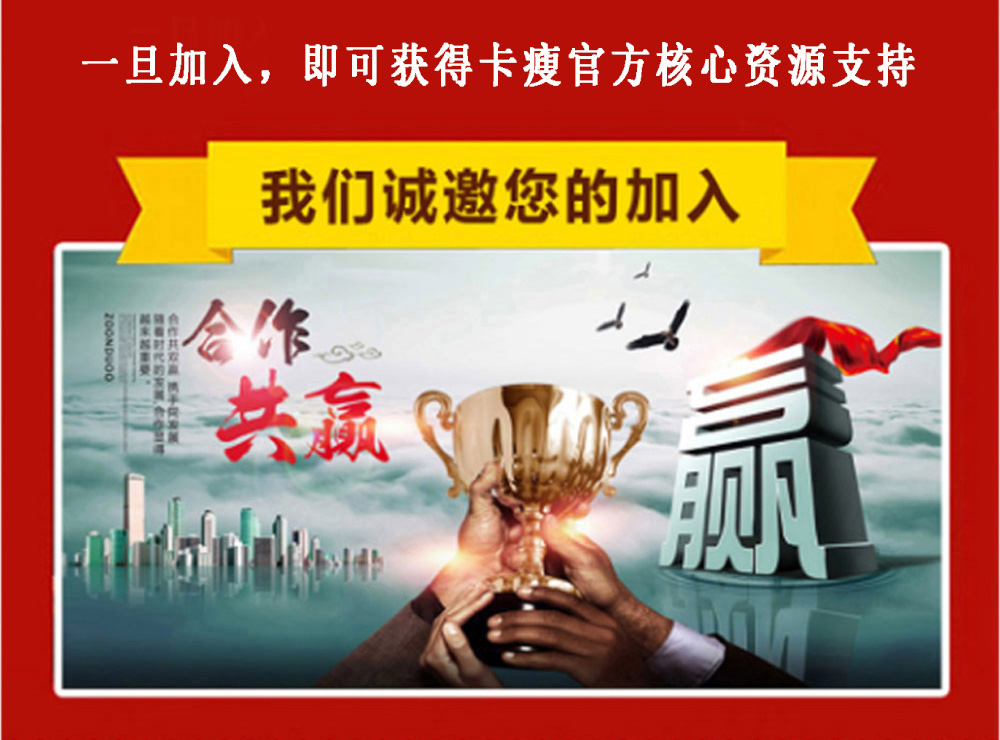 一旦加入，即可获得卡瘦官方核心资源支持
我们诚邀您的加入
合作
共赢
合作共双赢 携手促发展
随着时代的发展 合作显得
越来越重要。
ZOONDUOO
赢